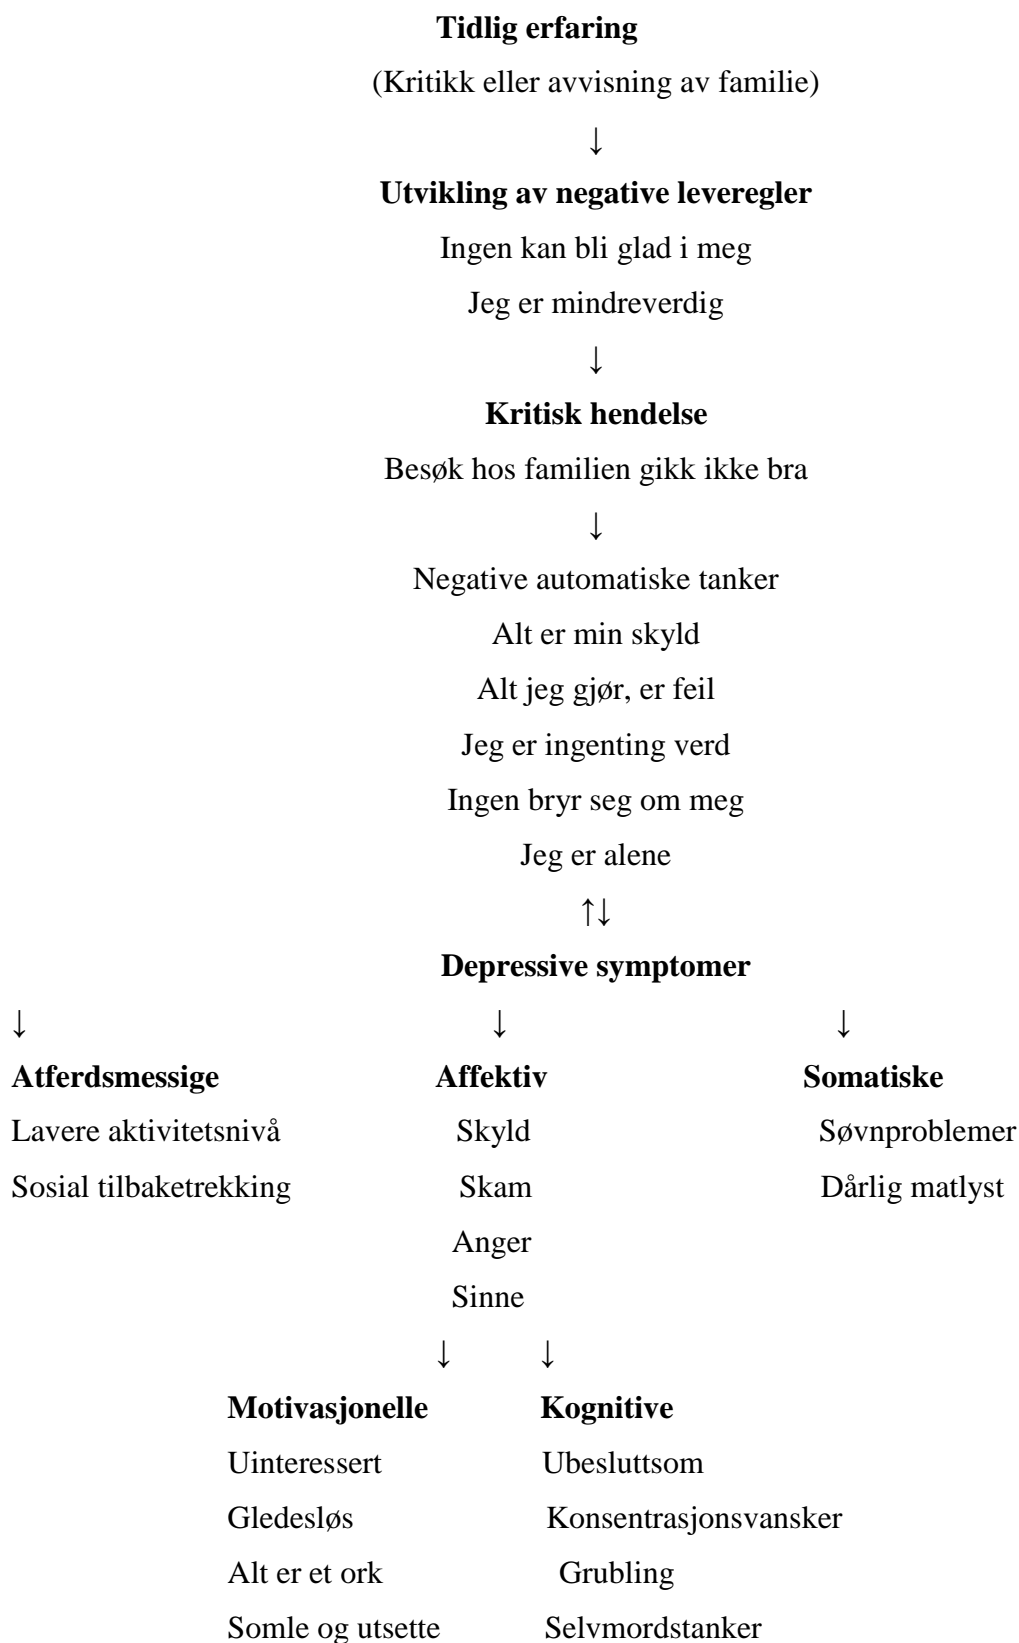 Tidlig erfaring
(Kritikk eller avvisning av familie)
↓
Utvikling av negative leveregler
Ingen kan bli glad i meg
Jeg er mindreverdig
↓
Kritisk hendelse
Besøk hos familien gikk ikke bra
↓
Negative automatiske tanker
Alt er min skyld
Alt jeg gjør, er feil
Jeg er ingenting verd
Ingen bryr seg om meg
Jeg er alene
↑↓
Depressive symptomer
↓ ↓ ↓
Atferdsmessige Affektiv Somatiske
Lavere aktivitetsnivå Skyld Søvnproblemer
Sosial tilbaketrekking Skam Dårlig matlyst
Anger
Sinne
↓ ↓
Motivasjonelle Kognitive
Uinteressert Ubesluttsom
Gledesløs Konsentrasjonsvansker
Alt er et ork Grubling
Somle og utsette Selvmordstanker